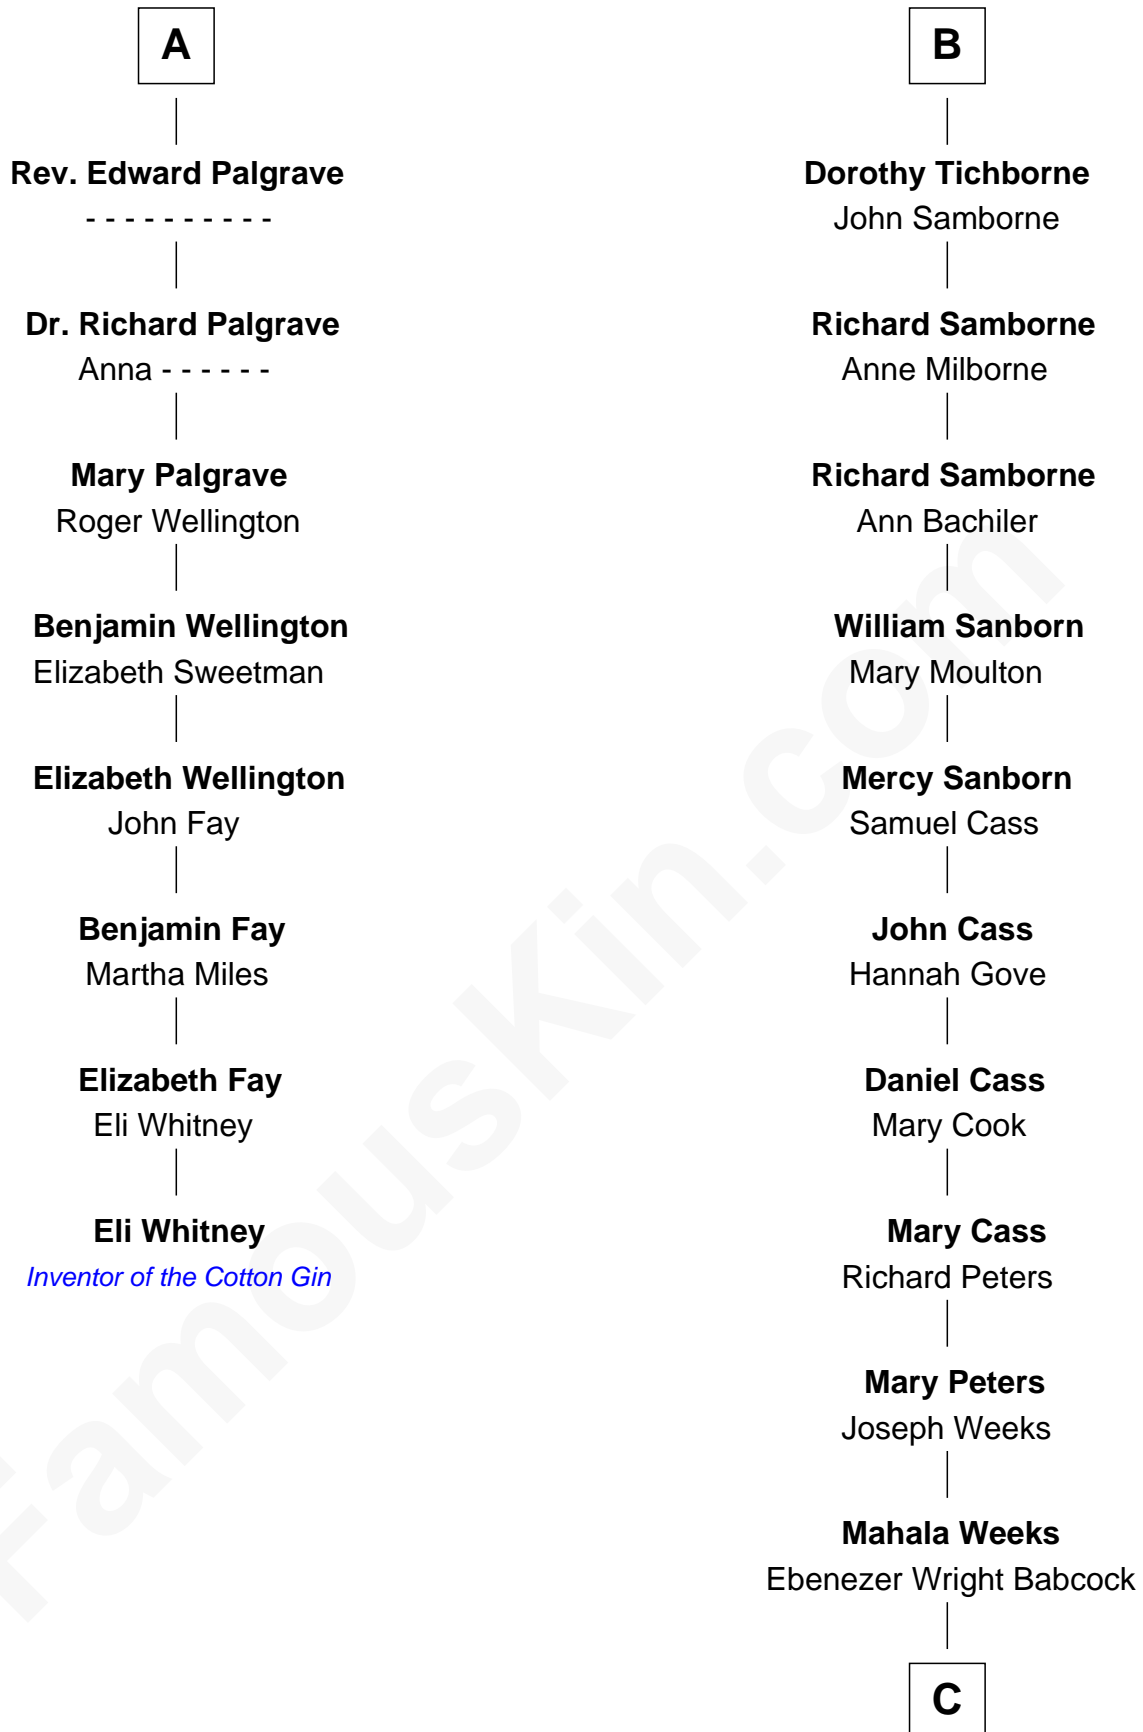 A
Rev. Edward Palgrave
- - - - - - - - - -
Dr. Richard Palgrave
Anna - - - - - -
Mary Palgrave
Roger Wellington
Benjamin Wellington
Elizabeth Sweetman
Elizabeth Wellington
John Fay
Benjamin Fay
Martha Miles
Elizabeth Fay
Eli Whitney
Eli Whitney
Inventor of the Cotton Gin
B
Dorothy Tichborne
John Samborne
Richard Samborne
Anne Milborne
Richard Samborne
Ann Bachiler
William Sanborn
Mary Moulton
Mercy Sanborn
Samuel Cass
John Cass
Hannah Gove
Daniel Cass
Mary Cook
Mary Cass
Richard Peters
Mary Peters
Joseph Weeks
Mahala Weeks
Ebenezer Wright Babcock
C
FamousKin.com